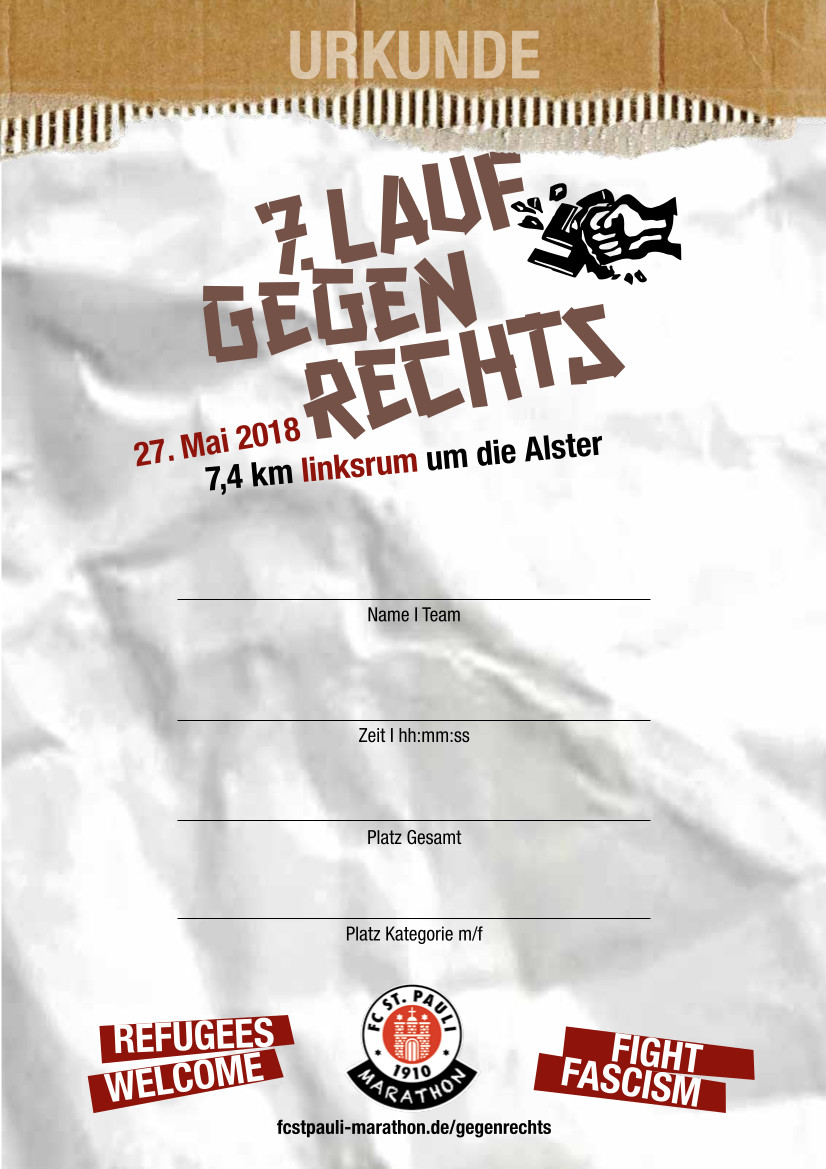 URKUNDE
7. LAUF
GEGEN
RECHTS
27. Mai 2018
7,4 km linksrum um die Alster
Name I Team
Zeit I hh:mm:ss
Platz Gesamt
Platz Kategorie m/f
REFUGEES
WELCOME
FC ST. PAULI
1910
MARATHON
FIGHT
FASCISM
fcstpauli-marathon.de/gegenrechts